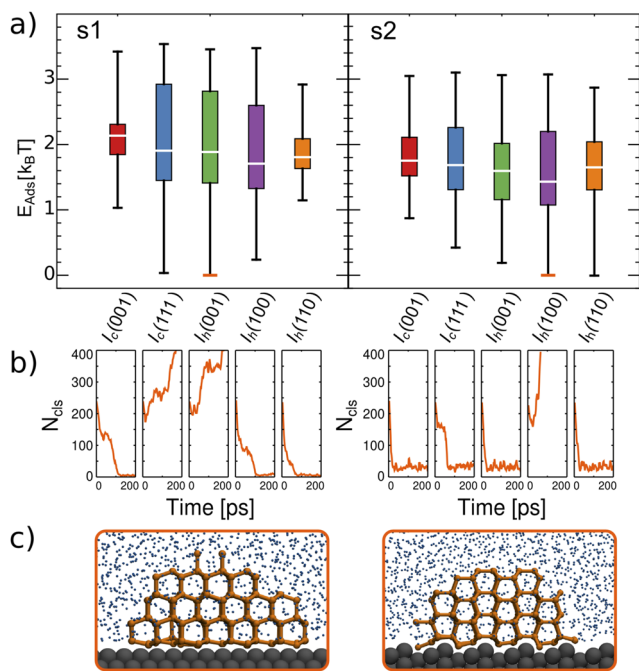 a)
s1
s2
E_Ads[k_BT]
3
2
1
0
I_c(001)
I_c(111)
I_h(001)
I_h(100)
I_h(110)
I_c(001)
I_c(111)
I_h(001)
I_h(100)
I_h(110)
b)
N_cls
400
300
200
100
0
0 200 0 200 0 200 0 200 0 200
Time [ps]
N_cls
400
300
200
100
0
0 200 0 200 0 200 0 200 0 200
Time [ps]
c)